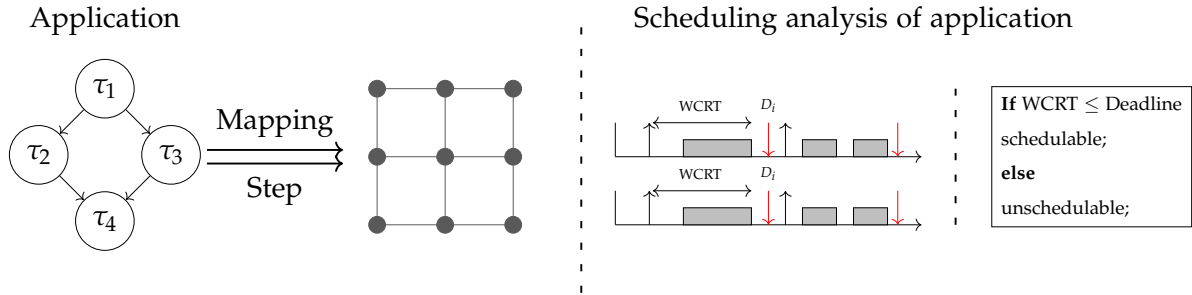 Application
Scheduling analysis of application
τ1
τ2
τ3
τ4
Mapping
Step
WCRT
Di
WCRT
Di
If WCRT ≤ Deadline
schedulable;
else
unschedulable;